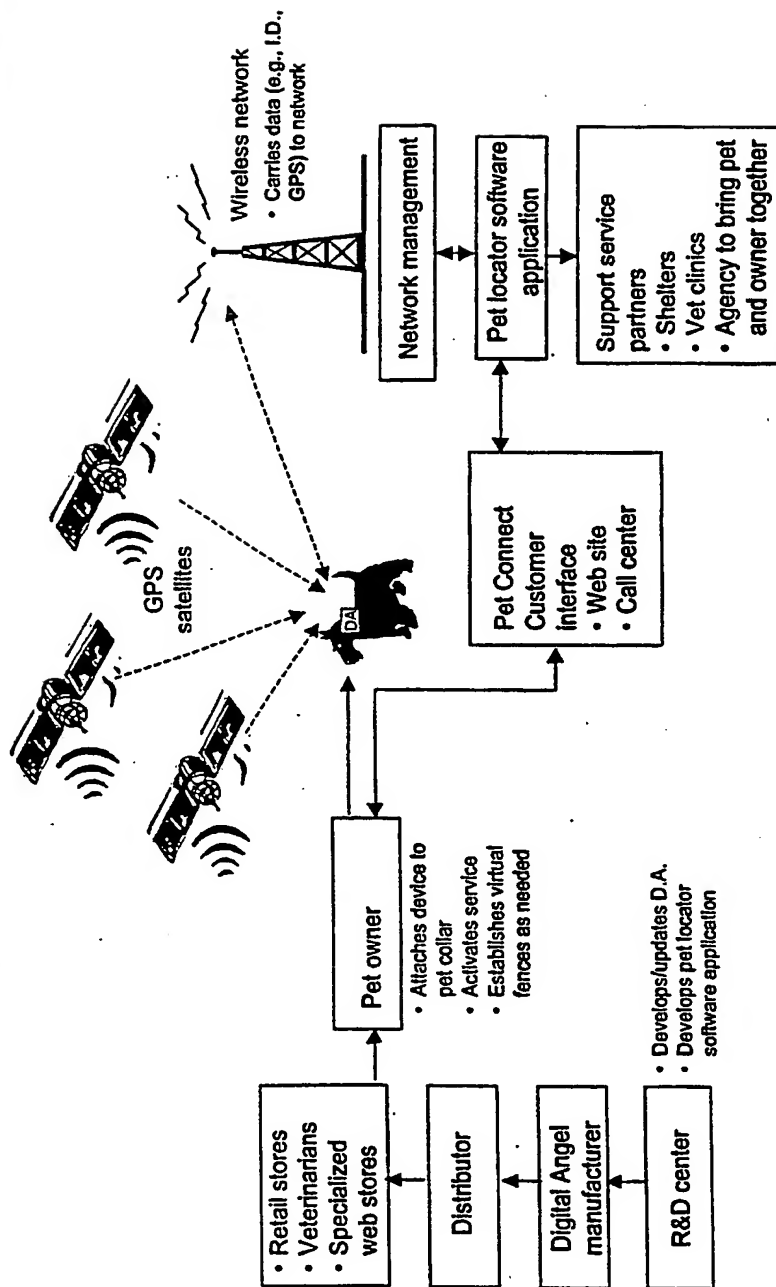 Wireless network
• Carries data (e.g., I.D.,
GPS) to network
GPS
satellites
DA
Network management
Pet locator software
application
Support service
partners
• Shelters
• Vet clinics
• Agency to bring pet
and owner together
Pet Connect
Customer
interface
• Web site
• Call center
Pet owner
• Attaches device to
pet collar
• Activates service
• Establishes virtual
fences as needed
• Retail stores
• Veterinarians
• Specialized
web stores
Distributor
Digital Angel
manufacturer
R&D center
• Develops/updates D.A.
• Develops pet locator
software application